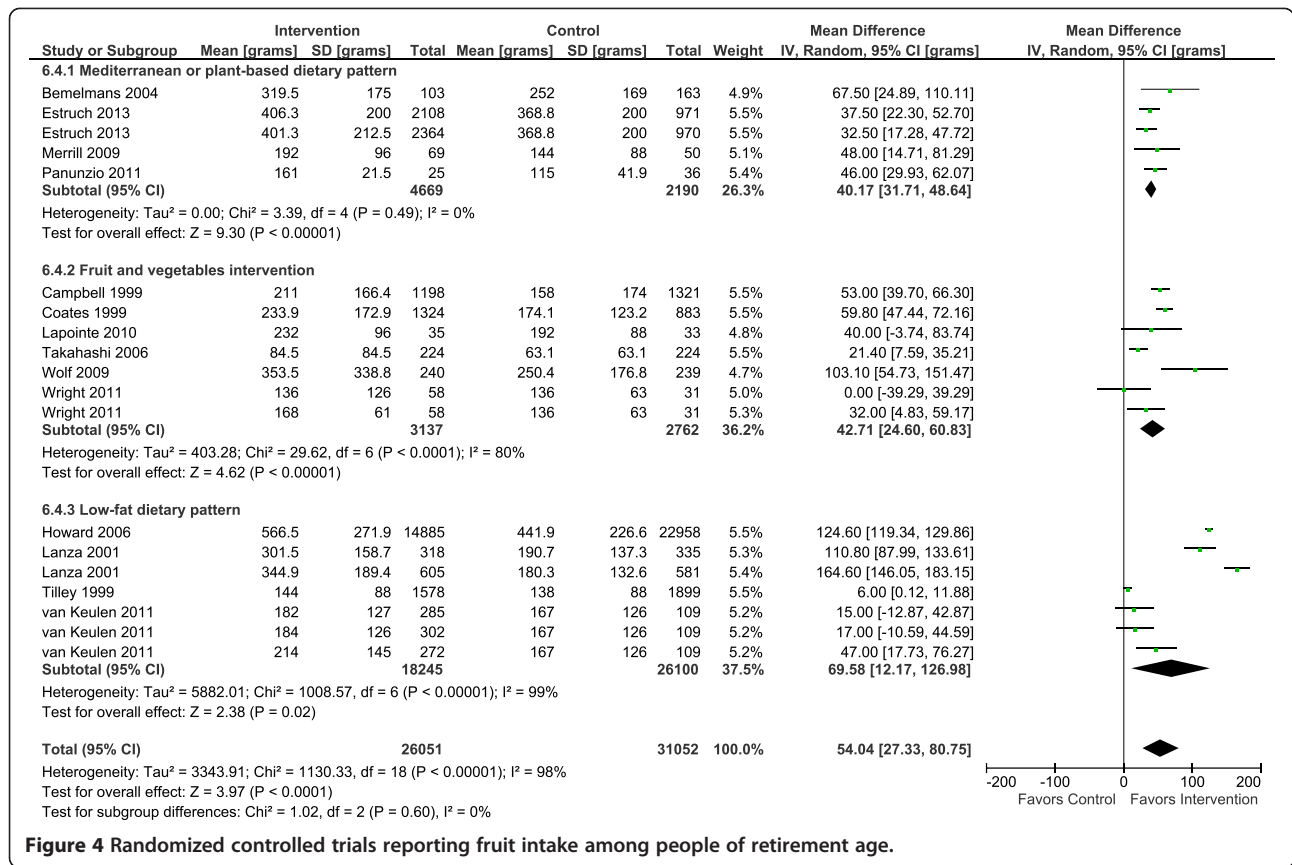 Intervention Control Mean Difference Mean Difference
Study or Subgroup Mean [grams] SD [grams] Total Mean [grams] SD [grams] Total Weight IV, Random, 95% CI [grams] IV, Random, 95% CI [grams]
6.4.1 Mediterranean or plant-based dietary pattern
Bemelmans 2004 319.5 175 103 252 169 163 4.9% 67.50 [24.89, 110.11]
Estruch 2013 406.3 200 2108 368.8 200 971 5.5% 37.50 [22.30, 52.70]
Estruch 2013 401.3 212.5 2364 368.8 200 970 5.5% 32.50 [17.28, 47.72]
Merrill 2009 192 96 69 144 88 50 5.1% 48.00 [14.71, 81.29]
Panunzio 2011 161 21.5 25 115 41.9 36 5.4% 46.00 [29.93, 62.07]
Subtotal (95% CI) 4669 2190 26.3% 40.17 [31.71, 48.64]
Heterogeneity: Tau² = 0.00; Chi² = 3.39, df = 4 (P = 0.49); I² = 0%
Test for overall effect: Z = 9.30 (P < 0.00001)
6.4.2 Fruit and vegetables intervention
Campbell 1999 211 166.4 1198 158 174 1321 5.5% 53.00 [39.70, 66.30]
Coates 1999 233.9 172.9 1324 174.1 123.2 883 5.5% 59.80 [47.44, 72.16]
Lapointe 2010 232 96 35 192 88 33 4.8% 40.00 [-3.74, 83.74]
Takahashi 2006 84.5 84.5 224 63.1 63.1 224 5.5% 21.40 [7.59, 35.21]
Wolf 2009 353.5 338.8 240 250.4 176.8 239 4.7% 103.10 [54.73, 151.47]
Wright 2011 136 126 58 136 63 31 5.0% 0.00 [-39.29, 39.29]
Wright 2011 168 61 58 136 63 31 5.3% 32.00 [4.83, 59.17]
Subtotal (95% CI) 3137 2762 36.2% 42.71 [24.60, 60.83]
Heterogeneity: Tau² = 403.28; Chi² = 29.62, df = 6 (P < 0.0001); I² = 80%
Test for overall effect: Z = 4.62 (P < 0.00001)
6.4.3 Low-fat dietary pattern
Howard 2006 566.5 271.9 14885 441.9 226.6 22958 5.5% 124.60 [119.34, 129.86]
Lanza 2001 301.5 158.7 318 190.7 137.3 335 5.3% 110.80 [87.99, 133.61]
Lanza 2001 344.9 189.4 605 180.3 132.6 581 5.4% 164.60 [146.05, 183.15]
Tilley 1999 144 88 1578 138 88 1899 5.5% 6.00 [0.12, 11.88]
van Keulen 2011 182 127 285 167 126 109 5.2% 15.00 [-12.87, 42.87]
van Keulen 2011 184 126 302 167 126 109 5.2% 17.00 [-10.59, 44.59]
van Keulen 2011 214 145 272 167 126 109 5.2% 47.00 [17.73, 76.27]
Subtotal (95% CI) 18245 26100 37.5% 69.58 [12.17, 126.98]
Heterogeneity: Tau² = 5882.01; Chi² = 1008.57, df = 6 (P < 0.00001); I² = 99%
Test for overall effect: Z = 2.38 (P = 0.02)
Total (95% CI) 26051 31052 100.0% 54.04 [27.33, 80.75]
Heterogeneity: Tau² = 3343.91; Chi² = 1130.33, df = 18 (P < 0.00001); I² = 98%
Test for overall effect: Z = 3.97 (P < 0.0001)
Test for subgroup differences: Chi² = 1.02, df = 2 (P = 0.60), I² = 0%
-200 -100 0 100 200
Favors Control Favors Intervention
Figure 4 Randomized controlled trials reporting fruit intake among people of retirement age.